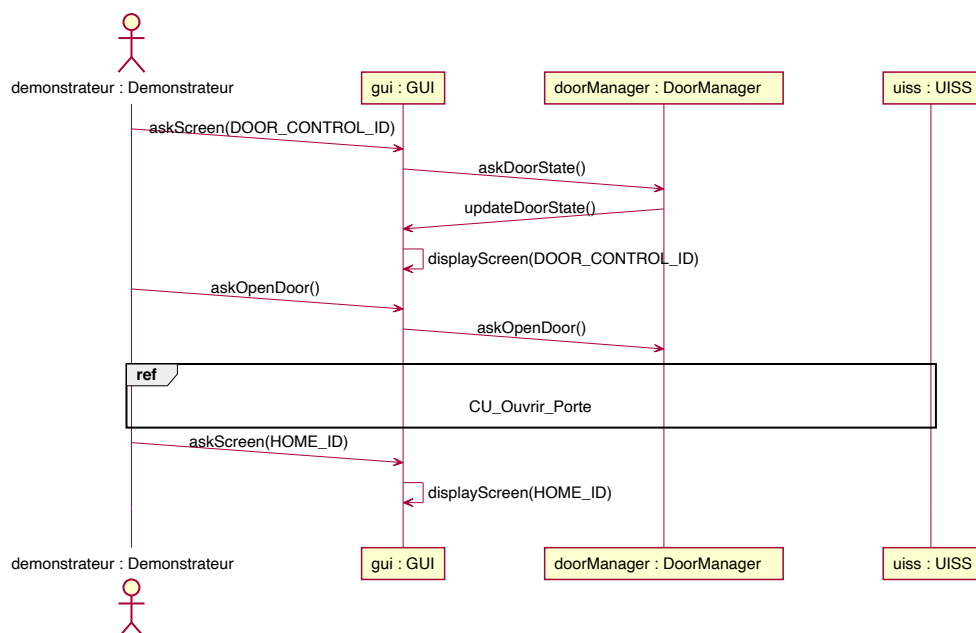 demonstrateur : Demonstrateur
gui : GUI
doorManager : DoorManager
uiss : UISS
askScreen(DOOR_CONTROL_ID)
askDoorState()
updateDoorState()
displayScreen(DOOR_CONTROL_ID)
askOpenDoor()
askOpenDoor()
ref
CU_Ouvrir_Porte
askScreen(HOME_ID)
displayScreen(HOME_ID)
demonstrateur : Demonstrateur
gui : GUI
doorManager : DoorManager
uiss : UISS